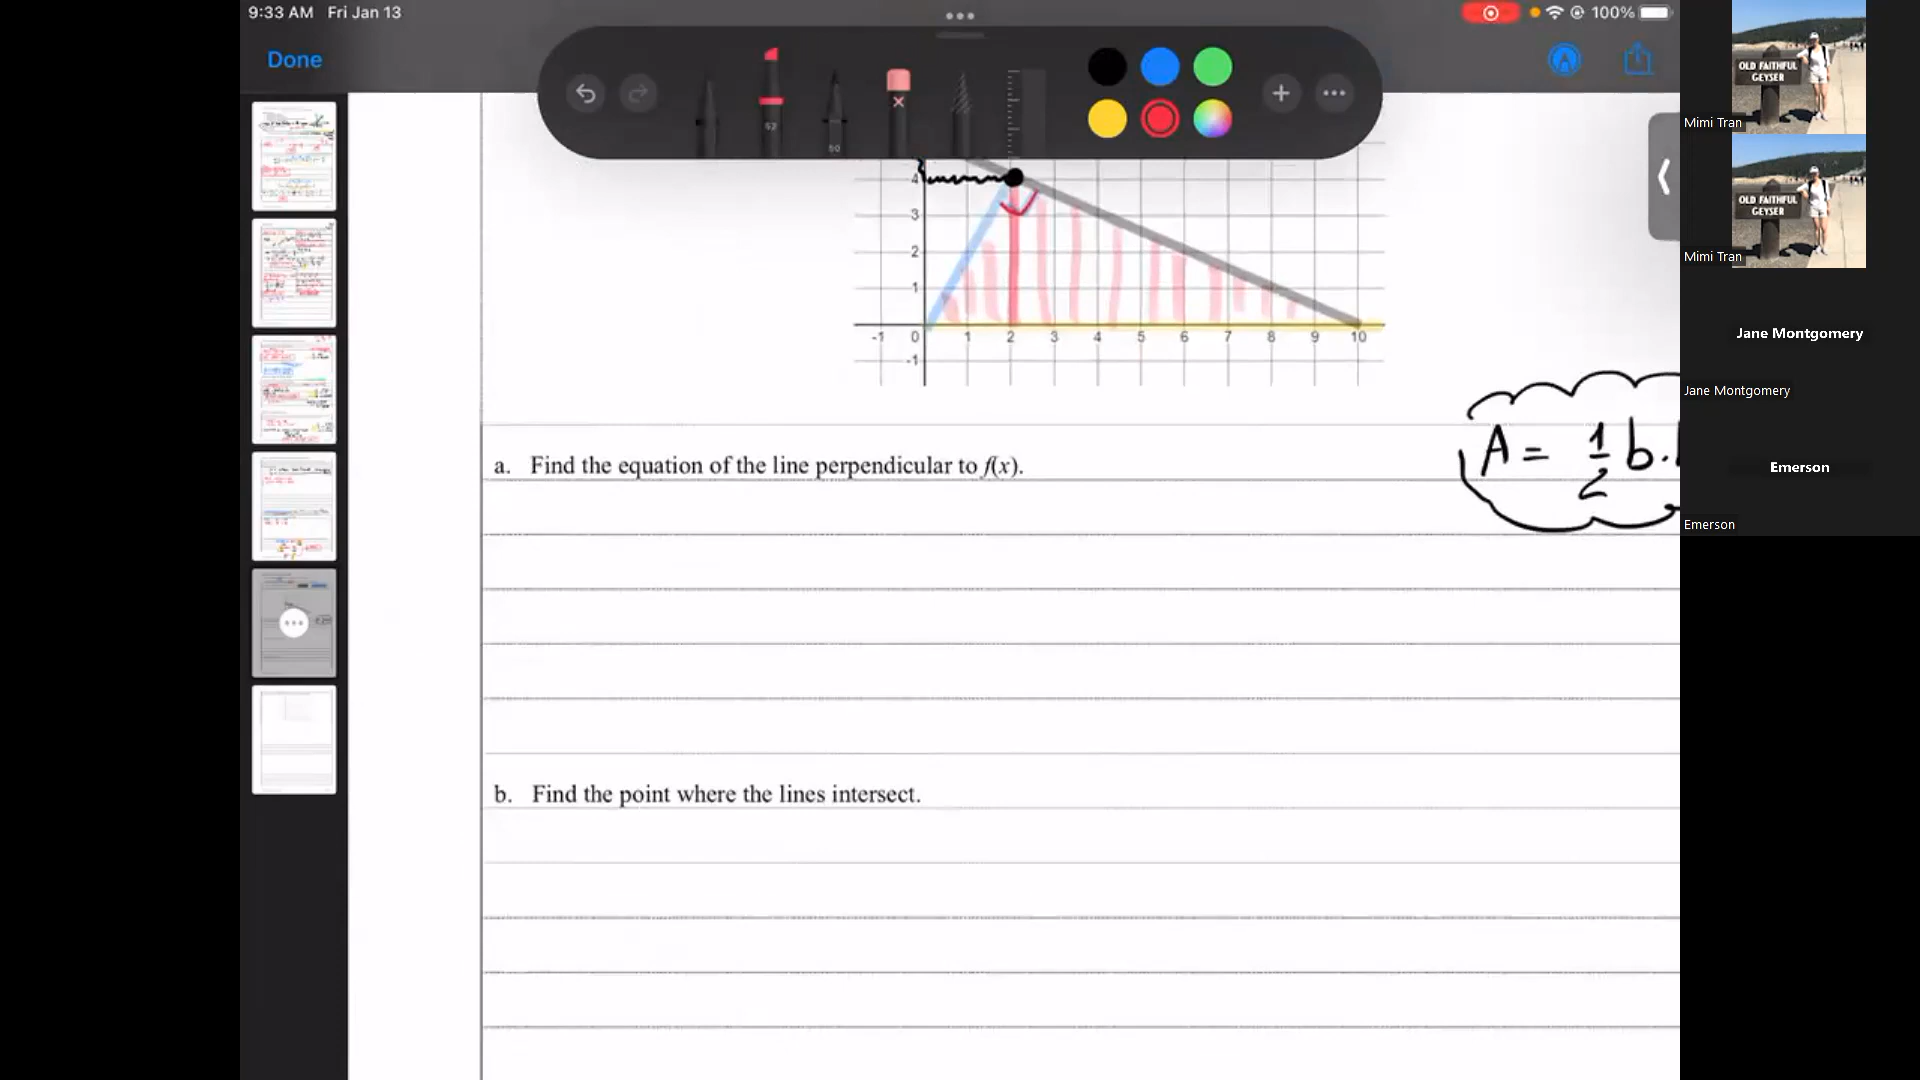 9:33 AM Fri Jan 13
100%
Done
52
50
OLD FAITHFUL
GEYSER
Mimi Tran
OLD FAITHFUL
GEYSER
Mimi Tran
Jane Montgomery
Jane Montgomery
Emerson
Emerson
4
3
2
1
-1 0 1 2 3 4 5 6 7 8 9 10
-1
a. Find the equation of the line perpendicular to f(x).
A = 1/2 b.
b. Find the point where the lines intersect.